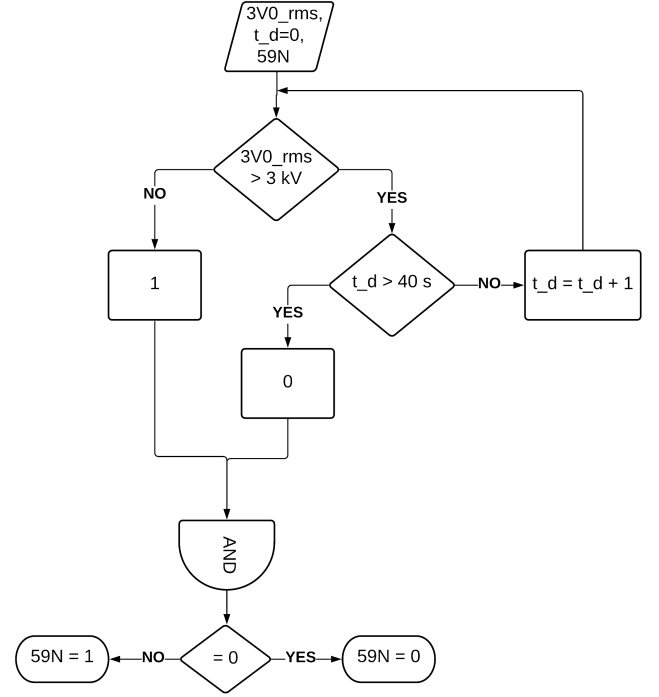 3V0_rms,
t_d=0,
59N
3V0_rms
> 3 kV
NO
YES
1
t_d > 40 s
NO
t_d = t_d + 1
YES
0
AND
59N = 1
NO
= 0
YES
59N = 0